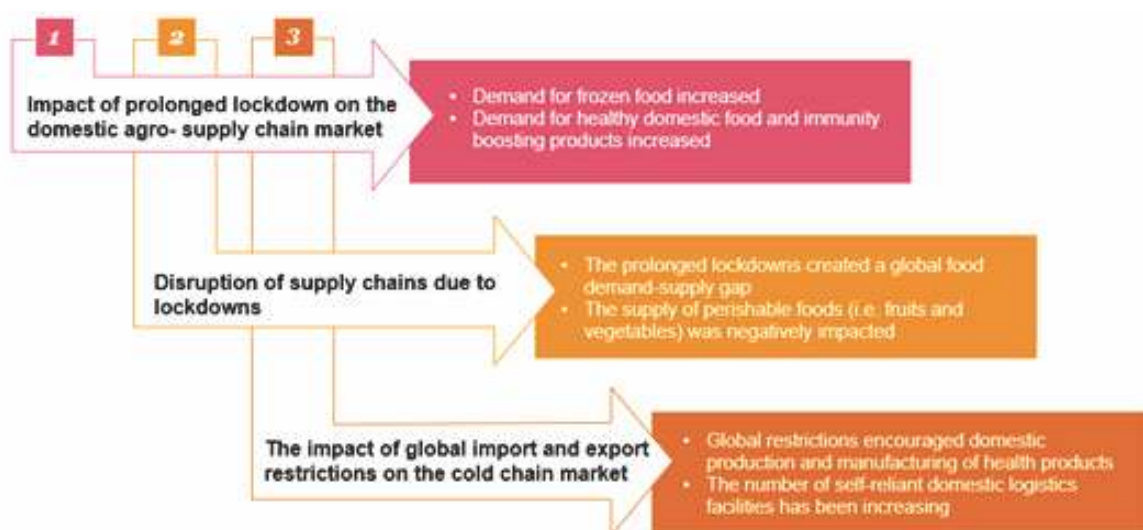 1
2
3
Impact of prolonged lockdown on the
domestic agro- supply chain market
• Demand for frozen food increased
• Demand for healthy domestic food and immunity
boosting products increased
Disruption of supply chains due to
lockdowns
• The prolonged lockdowns created a global food
demand-supply gap
• The supply of perishable foods (i.e. fruits and
vegetables) was negatively impacted
The impact of global import and export
restrictions on the cold chain market
• Global restrictions encouraged domestic
production and manufacturing of health products
• The number of self-reliant domestic logistics
facilities has been increasing